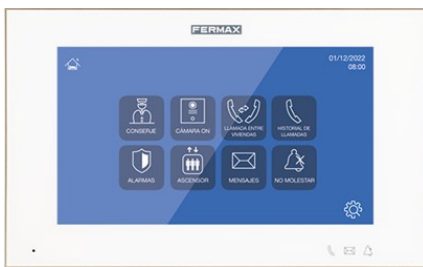 FERMAX
01/12/2022
08:00
CONSERJE
CÁMARA ON
LLAMADA ENTRE
VIVIENDAS
HISTORIAL DE
LLAMADAS
ALARMAS
ASCENSOR
MENSAJES
NO MOLESTAR